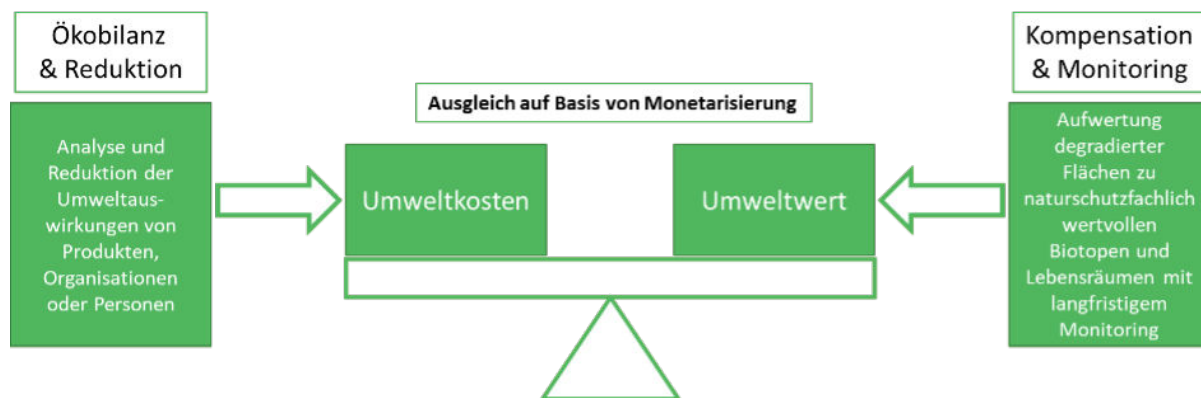 Ökobilanz
& Reduktion
Analyse und
Reduktion der
Umweltaus-
wirkungen von
Produkten,
Organisationen
oder Personen
Ausgleich auf Basis von Monetarisierung
Umweltkosten
Umweltwert
Kompensation
& Monitoring
Aufwertung
degradierter
Flächen zu
naturschutzfachlich
wertvollen
Biotopen und
Lebensräumen mit
langfristigem
Monitoring